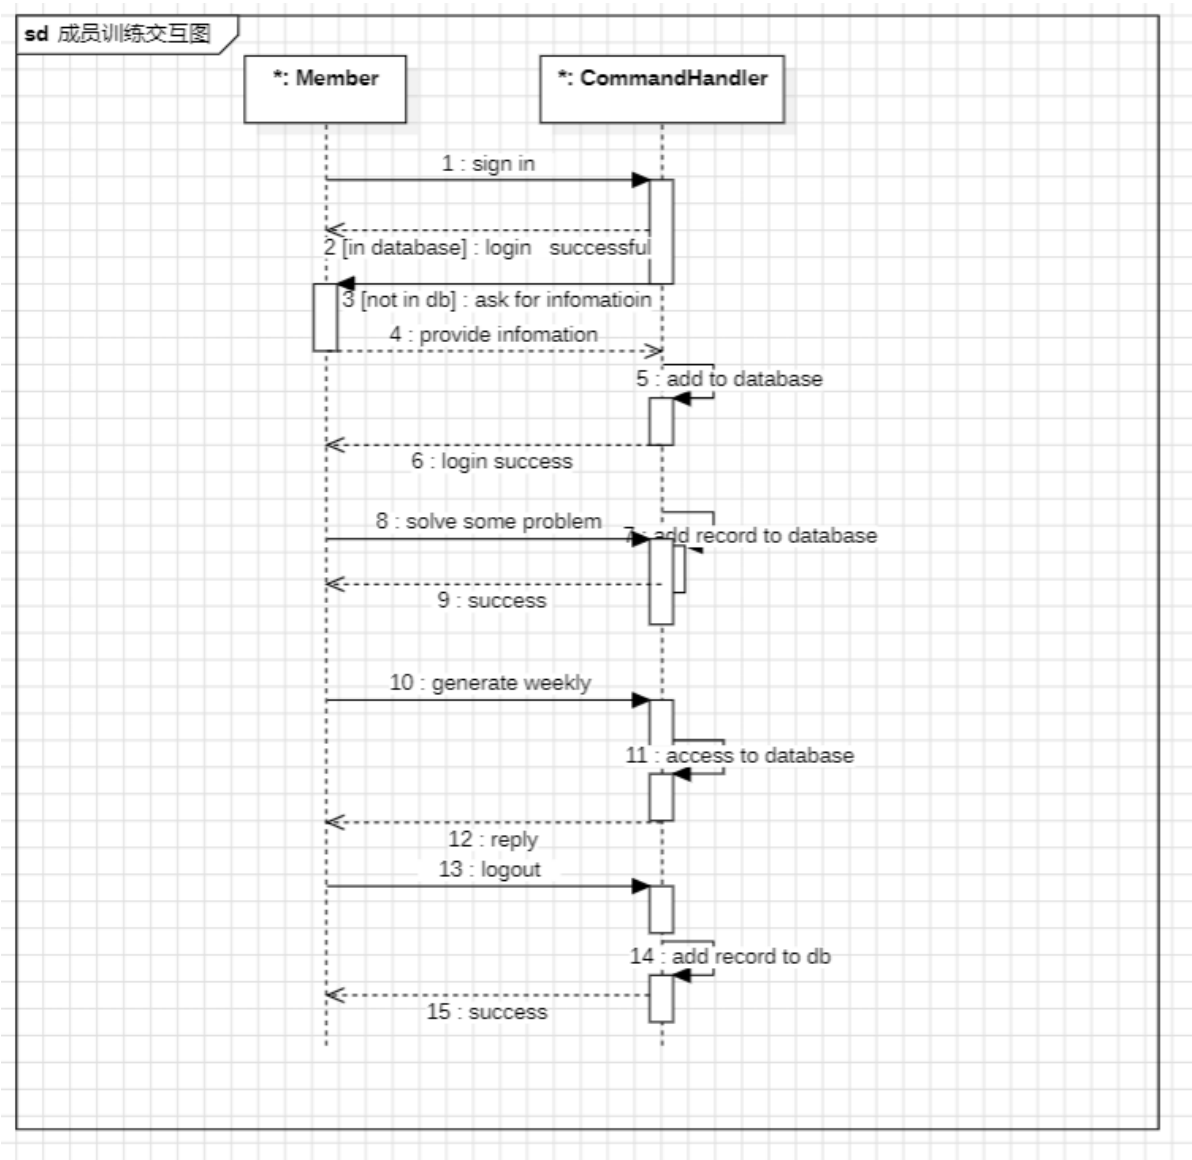 sd 成员训练交互图
*: Member
*: CommandHandler
1 : sign in
2 [in database] : login successful
3 [not in db] : ask for infomatioin
4 : provide infomation
5 : add to database
6 : login success
8 : solve some problem
7 : add record to database
9 : success
10 : generate weekly
11 : access to database
12 : reply
13 : logout
14 : add record to db
15 : success